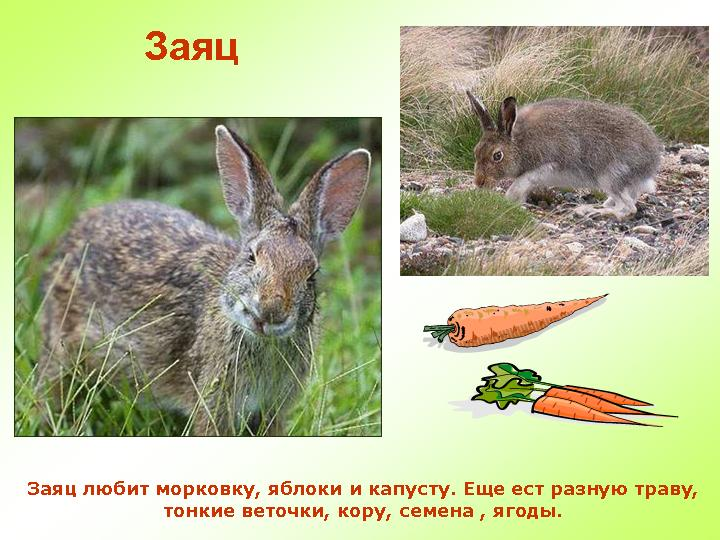 Заяц
Заяц любит морковку, яблоки и капусту. Еще ест разную траву,
тонкие веточки, кору, семена , ягоды.